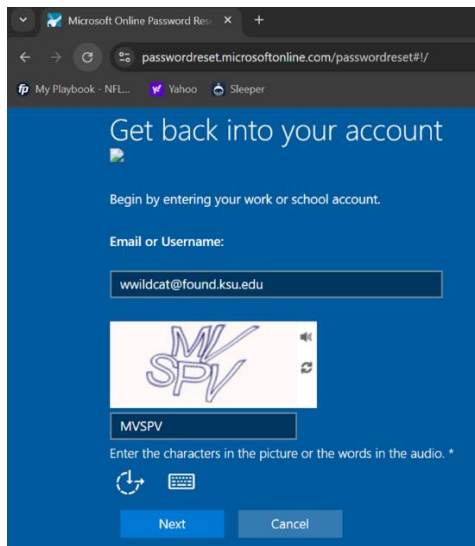 Microsoft Online Password Res
passwordreset.microsoftonline.com/passwordreset#!/
fp My Playbook - NFL... Yahoo Sleeper
Get back into your account
Begin by entering your work or school account.
Email or Username:
wwildcat@found.ksu.edu
MV
SPV
MVSPV
Enter the characters in the picture or the words in the audio. *
Next Cancel